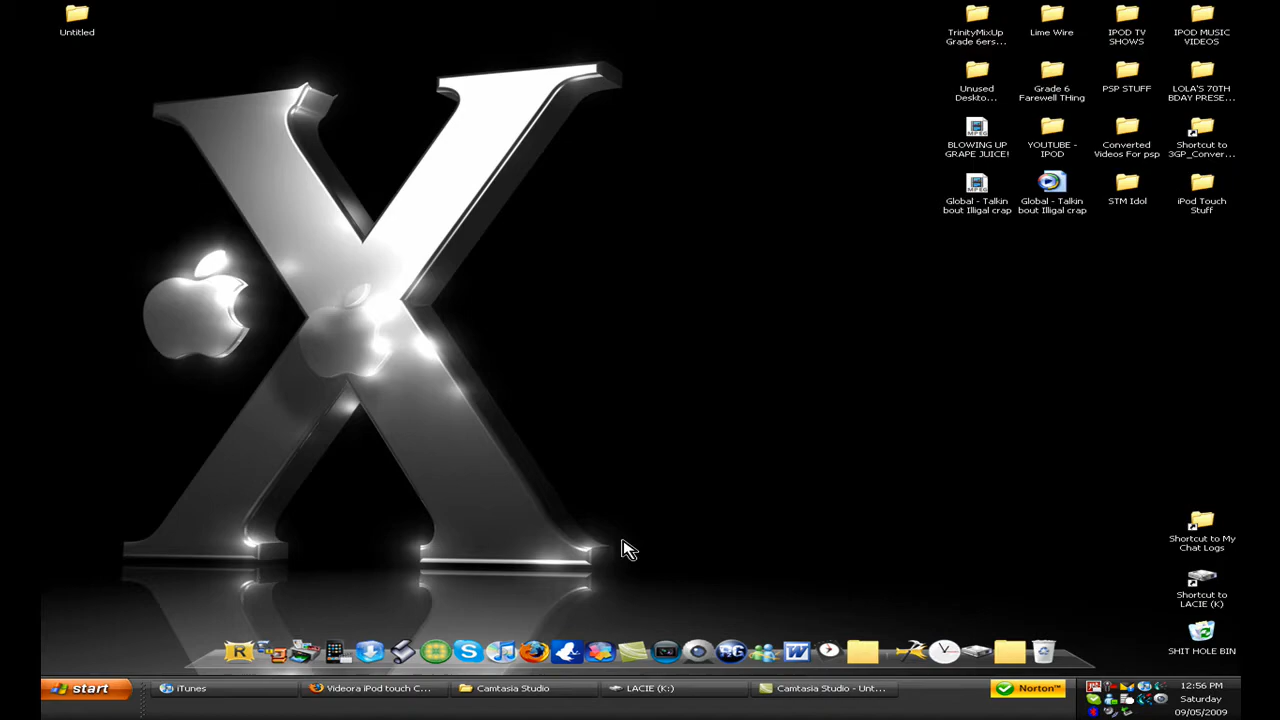 Untitled
TrinityMixUp
Grade 6ers...
Lime Wire
IPOD TV
SHOWS
IPOD MUSIC
VIDEOS
Unused
Deskto...
Grade 6
Farewell THing
PSP STUFF
LOLA'S 70TH
BDAY PRESE...
MPEG
BLOWING UP
GRAPE JUICE!
YOUTUBE -
IPOD
Converted
Videos For psp
Shortcut to
3GP_Conver...
MPEG
Global - Talkin
bout Illigal crap
Global - Talkin
bout Illigal crap
STM Idol
iPod Touch
Stuff
X
Shortcut to My
Chat Logs
Shortcut to
LACIE (K)
SHIT HOLE BIN
start
iTunes
Videora iPod touch C...
Camtasia Studio
LACIE (K:)
Camtasia Studio - Unt...
Norton™
12:56 PM
Saturday
09/05/2009